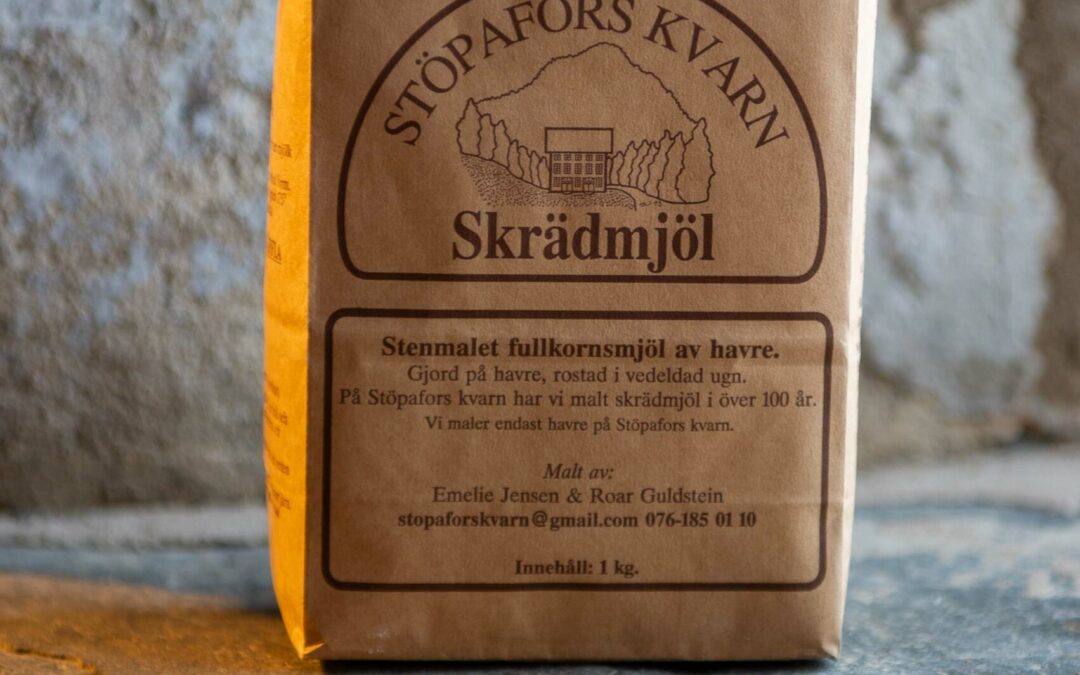 STÖPAFORS KVARN
Skrädmjöl
Stenmalet fullkornsmjöl av havre.
Gjord på havre, rostad i vedeldad ugn.
På Stöpafors kvarn har vi malt skrädmjöl i över 100 år.
Vi maler endast havre på Stöpafors kvarn.
Malt av:
Emelie Jensen & Roar Guldstein
stopaforskvarn@gmail.com 076-185 01 10
Innehåll: 1 kg.